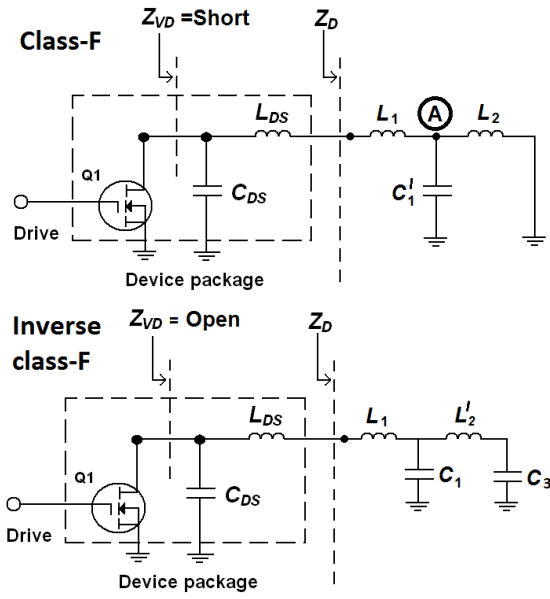 Class-F
Z_VD =Short
Z_D
L_DS
L_1
A
L_2
Q1
C_DS
C_1^I
Drive
Device package
Inverse
class-F
Z_VD = Open
Z_D
L_DS
L_1
L_2^I
Q1
C_DS
C_1
C_3
Drive
Device package